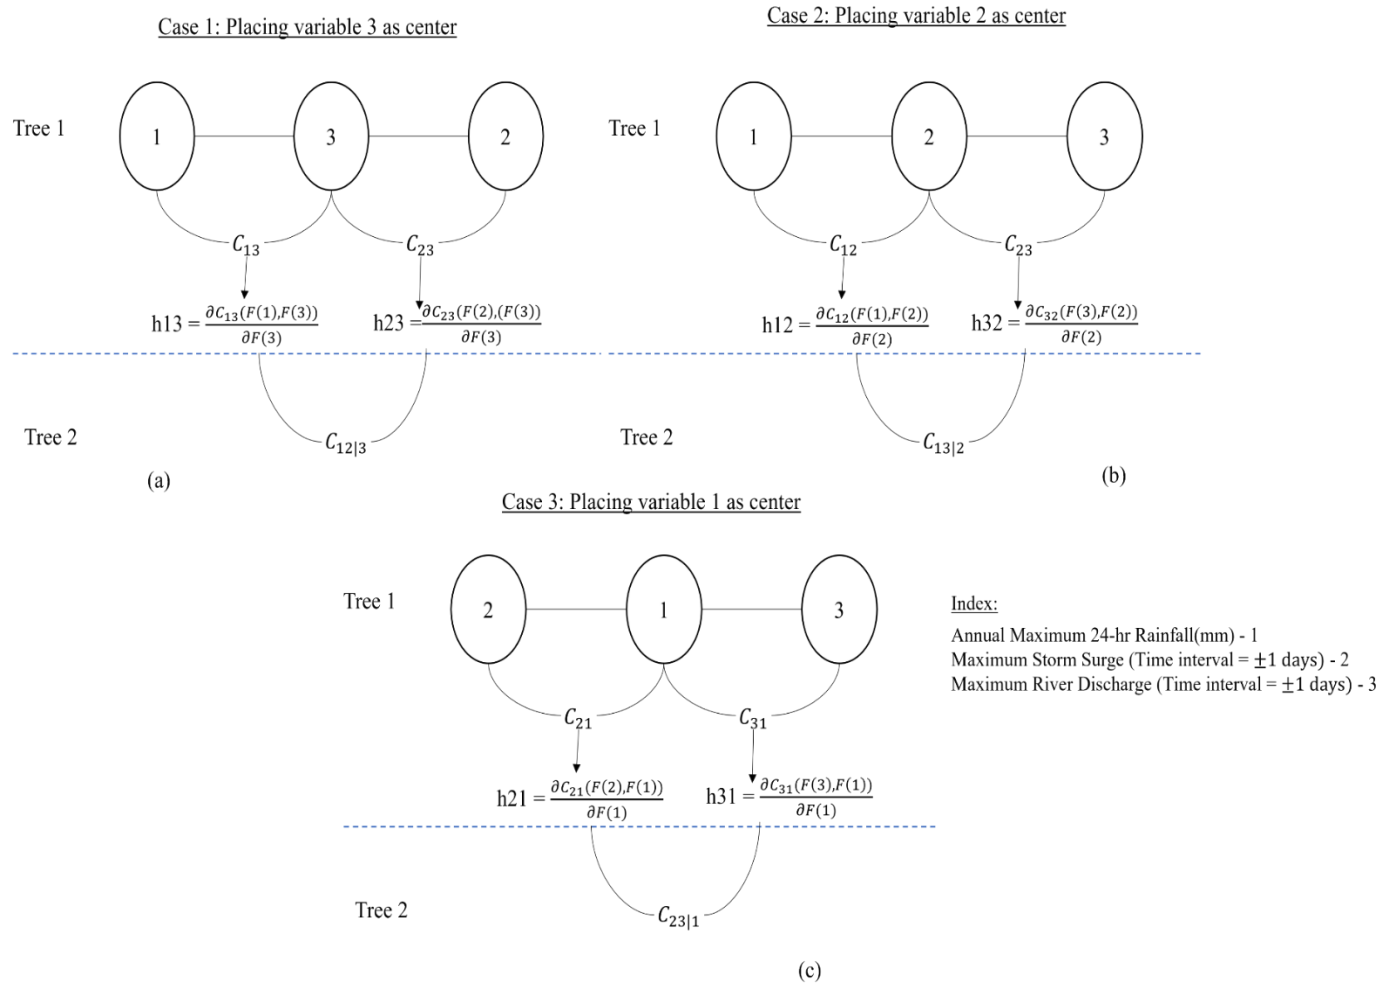 Case 1: Placing variable 3 as center
Tree 1
1
3
2
C₁₃
C₂₃
h13 = ∂C₁₃(F(1),F(3)) / ∂F(3)
h23 = ∂C₂₃(F(2),(F(3)) / ∂F(3)
Tree 2
C₁₂|₃
(a)
Case 2: Placing variable 2 as center
Tree 1
1
2
3
C₁₂
C₂₃
h12 = ∂C₁₂(F(1),F(2)) / ∂F(2)
h32 = ∂C₃₂(F(3),F(2)) / ∂F(2)
Tree 2
C₁₃|₂
(b)
Case 3: Placing variable 1 as center
Tree 1
2
1
3
C₂₁
C₃₁
h21 = ∂C₂₁(F(2),F(1)) / ∂F(1)
h31 = ∂C₃₁(F(3),F(1)) / ∂F(1)
Tree 2
C₂₃|₁
(c)
Index:
Annual Maximum 24-hr Rainfall(mm) - 1
Maximum Storm Surge (Time interval = ±1 days) - 2
Maximum River Discharge (Time interval = ±1 days) - 3